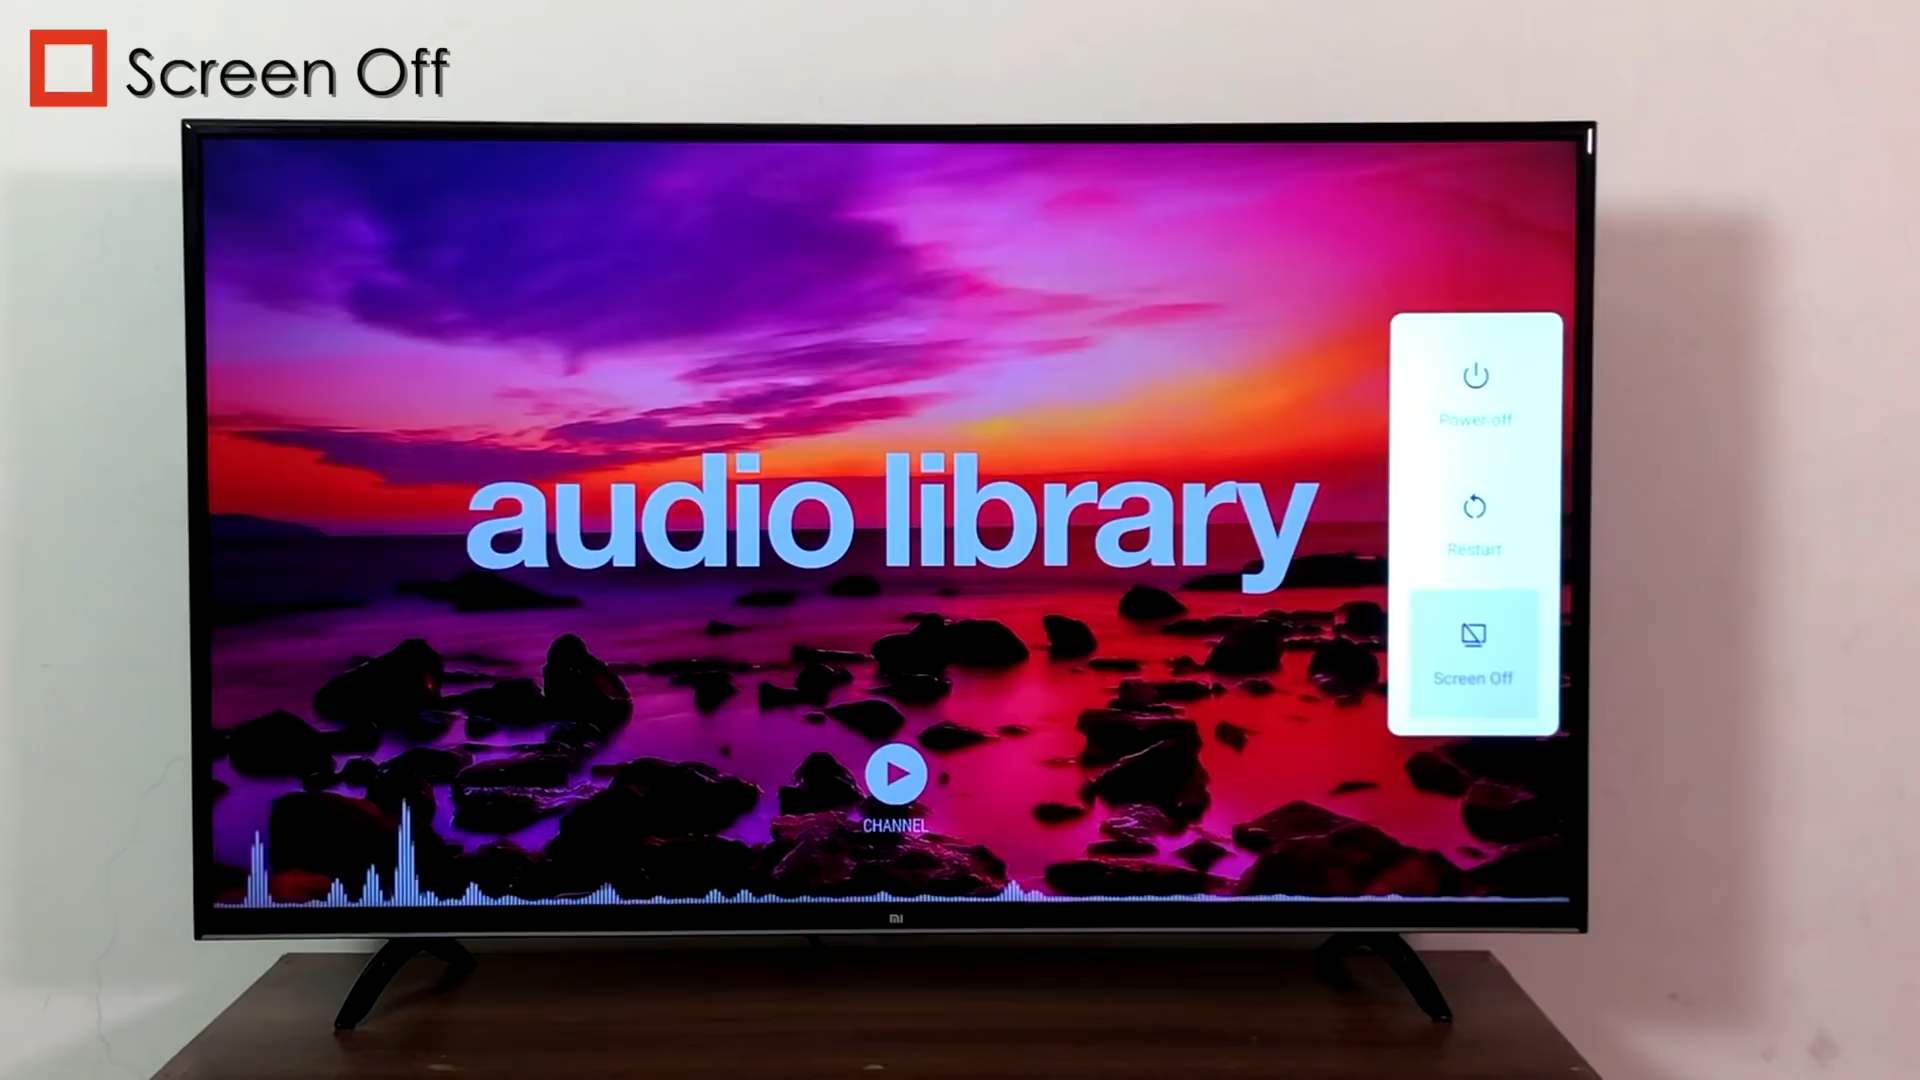 Screen Off
Power off
audio library
Restart
Screen Off
CHANNEL
mi